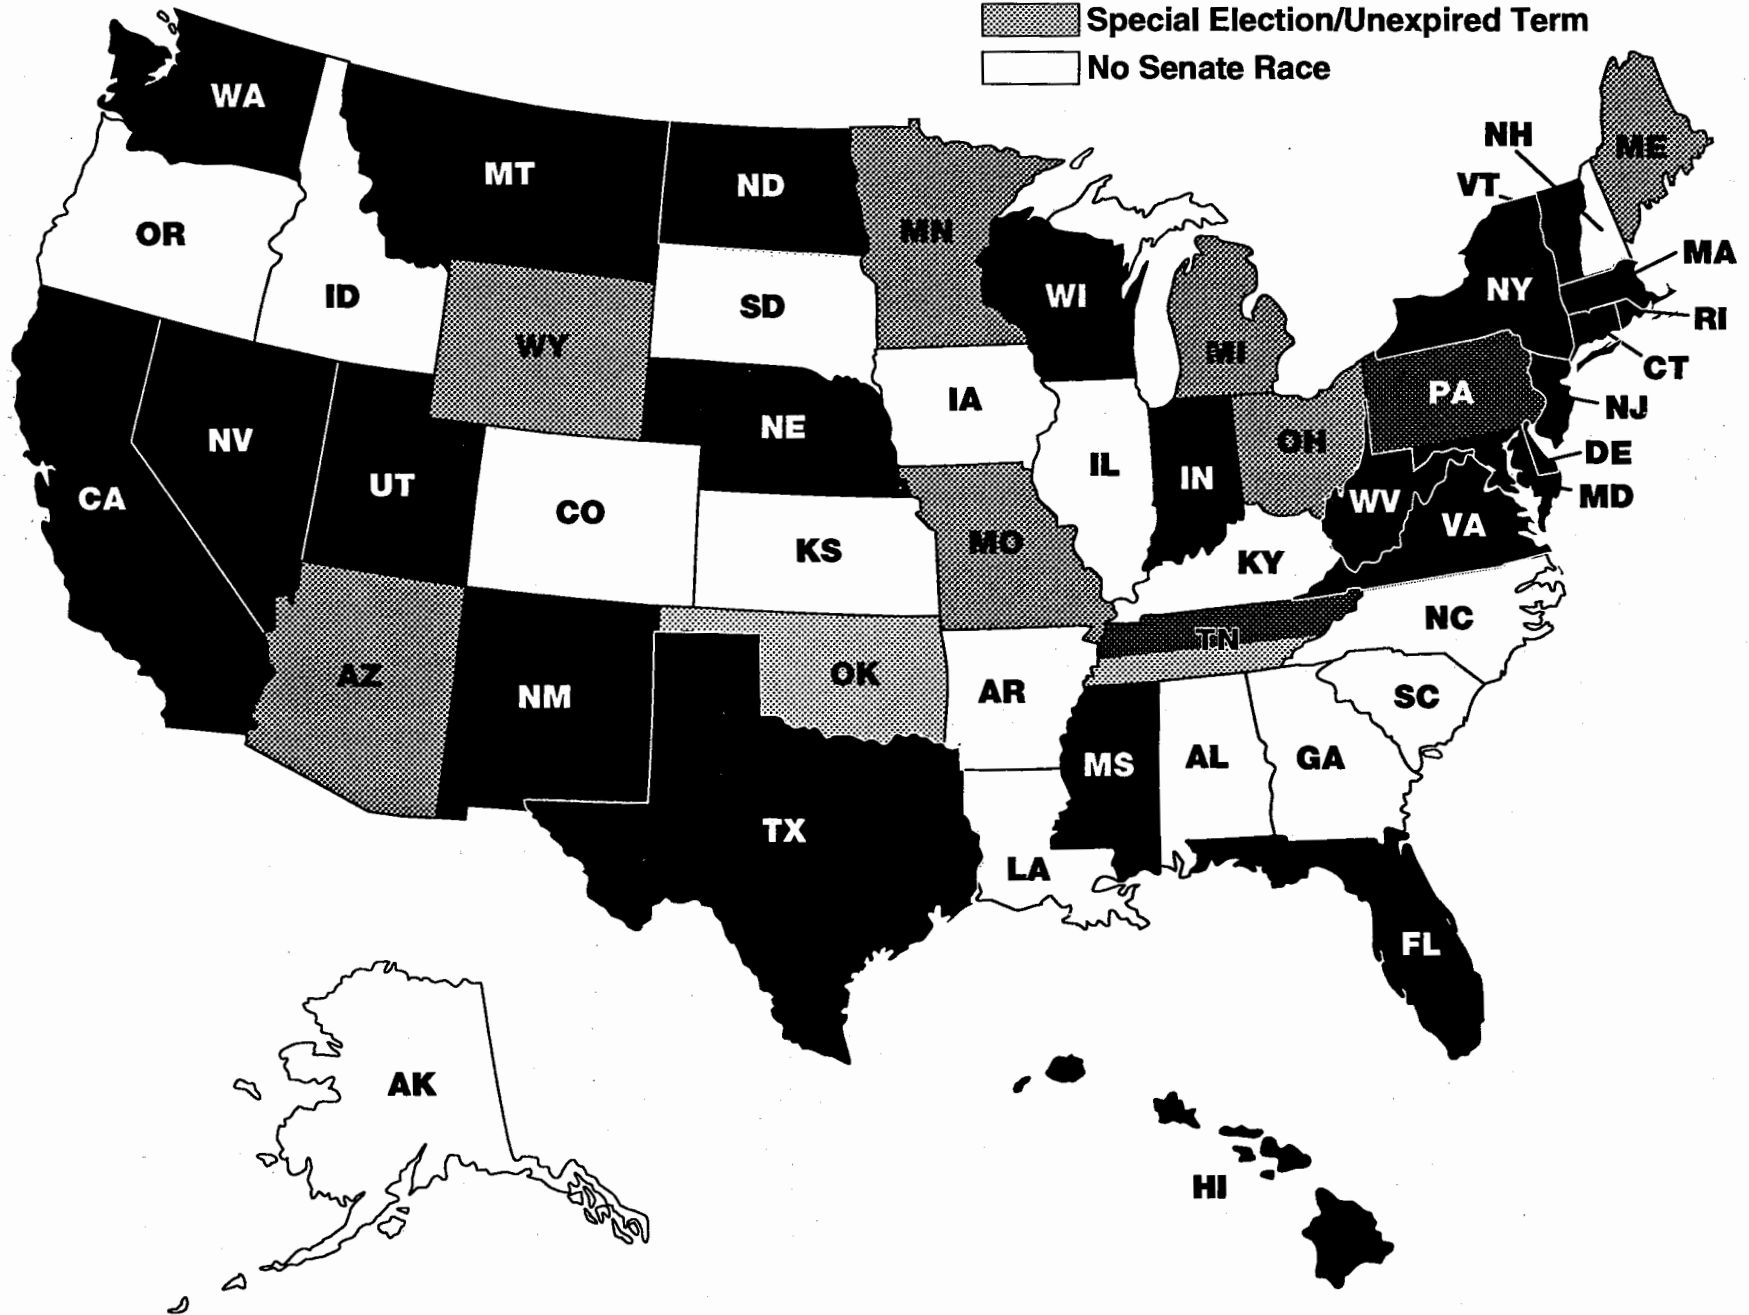 Special Election/Unexpired Term
No Senate Race
WA
MT
ND
MN
NH
ME
VT
OR
ID
SD
WI
NY
MA
RI
WY
MI
CT
NE
IA
PA
NJ
NV
UT
IL
IN
OH
DE
CA
CO
KS
MO
WV
VA
MD
KY
NC
TN
AZ
NM
OK
AR
SC
MS
AL
GA
TX
LA
FL
AK
HI